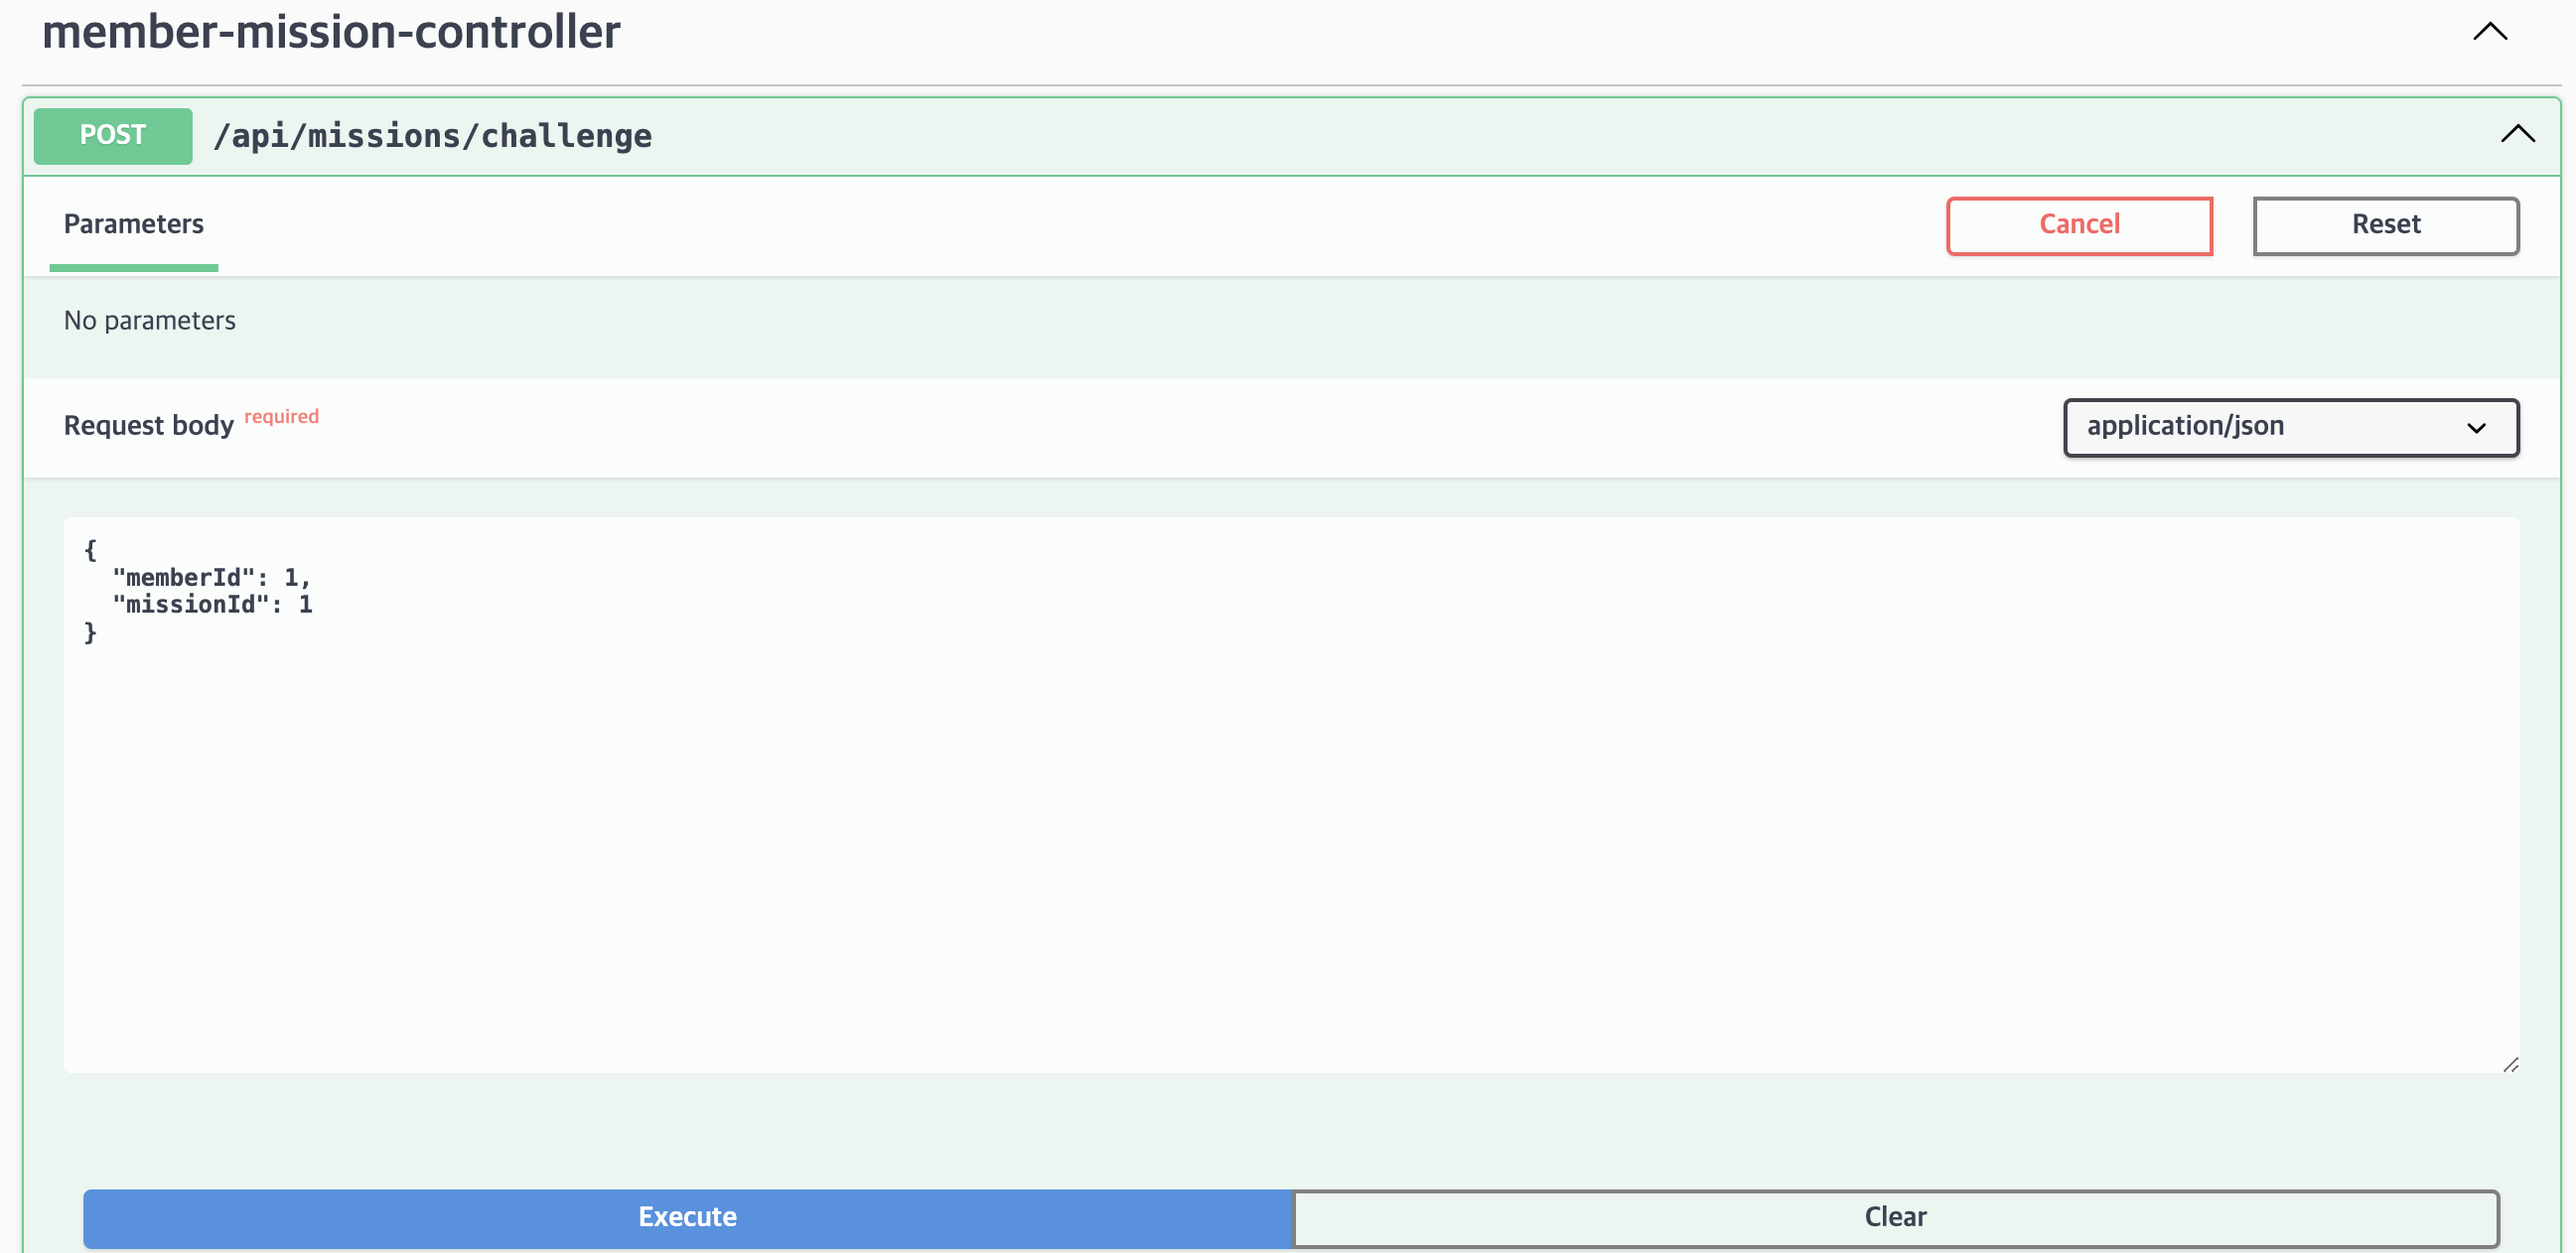 member-mission-controller
POST /api/missions/challenge
Parameters
Cancel
Reset
No parameters
Request body required
application/json
{
  "memberId": 1,
  "missionId": 1
}
Execute
Clear